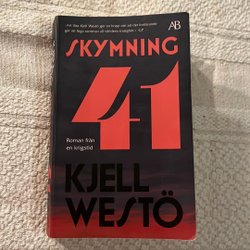 AB
SKYMNING
41
Roman från
en krigstid
KJELL
WESTÖ